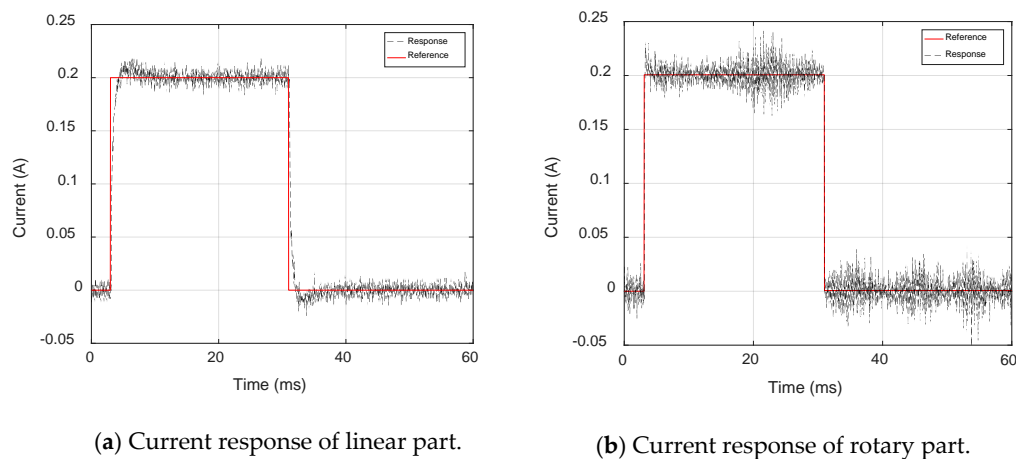 0.25
0.2
0.15
0.1
0.05
0
-0.05
Current (A)
0
20
40
60
Time (ms)
Response
Reference
(a) Current response of linear part.
0.25
0.2
0.15
0.1
0.05
0
-0.05
Current (A)
0
20
40
60
Time (ms)
Reference
Response
(b) Current response of rotary part.